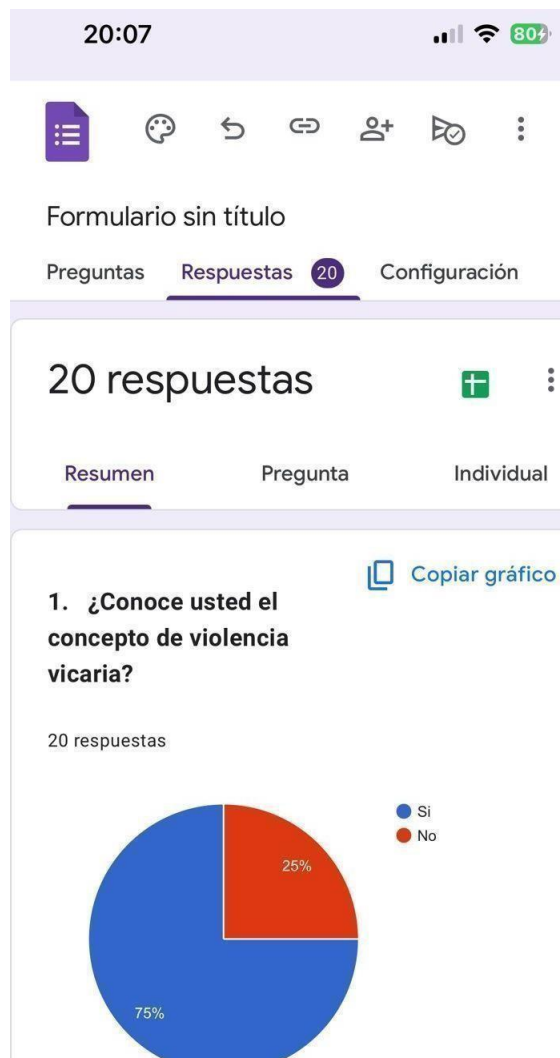 20:07
80
Formulario sin título
Preguntas Respuestas 20 Configuración
20 respuestas
Resumen Pregunta Individual
Copiar gráfico
1. ¿Conoce usted el
concepto de violencia
vicaria?
20 respuestas
Si
No
25%
75%